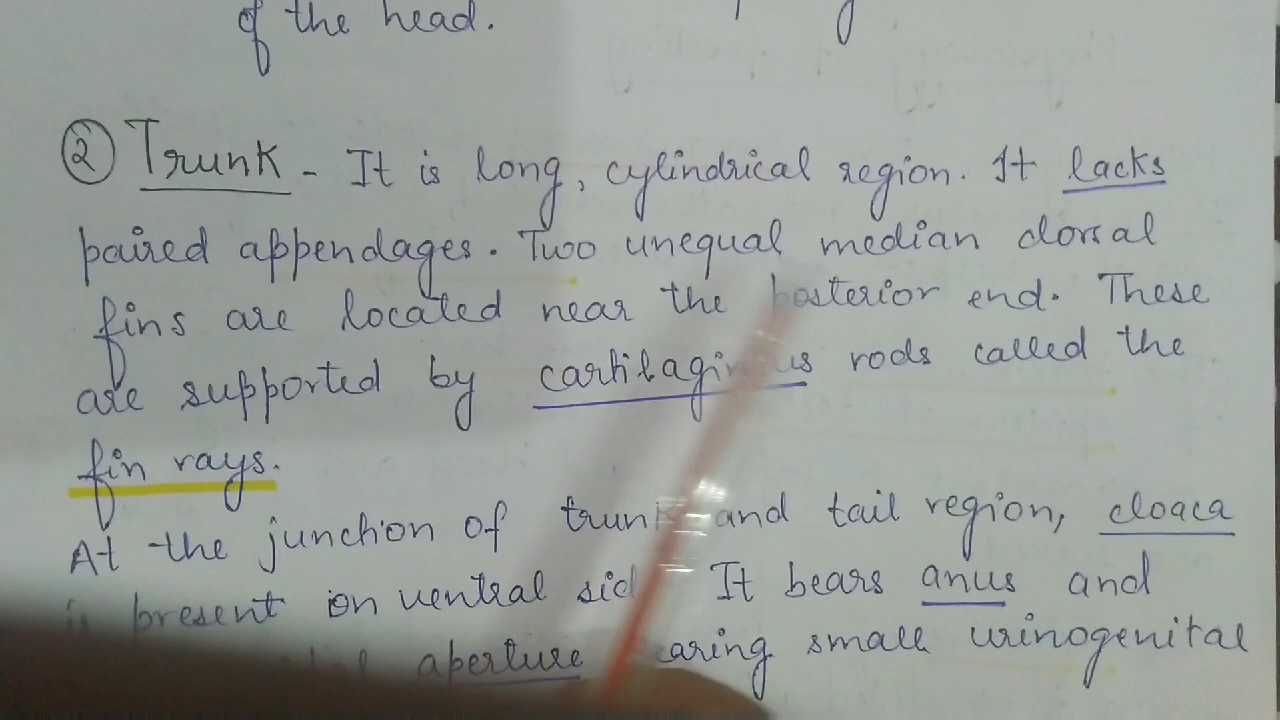 of the head.
② Trunk - It is long, cylindrical region. It lacks
paired appendages. Two unequal median dorsal
fins are located near the posterior end. These
are supported by cartilaginous rods called the
fin rays.
At the junction of trunk and tail region, cloaca
is present on ventral side It bears anus and
aperture bearing small urinogenital